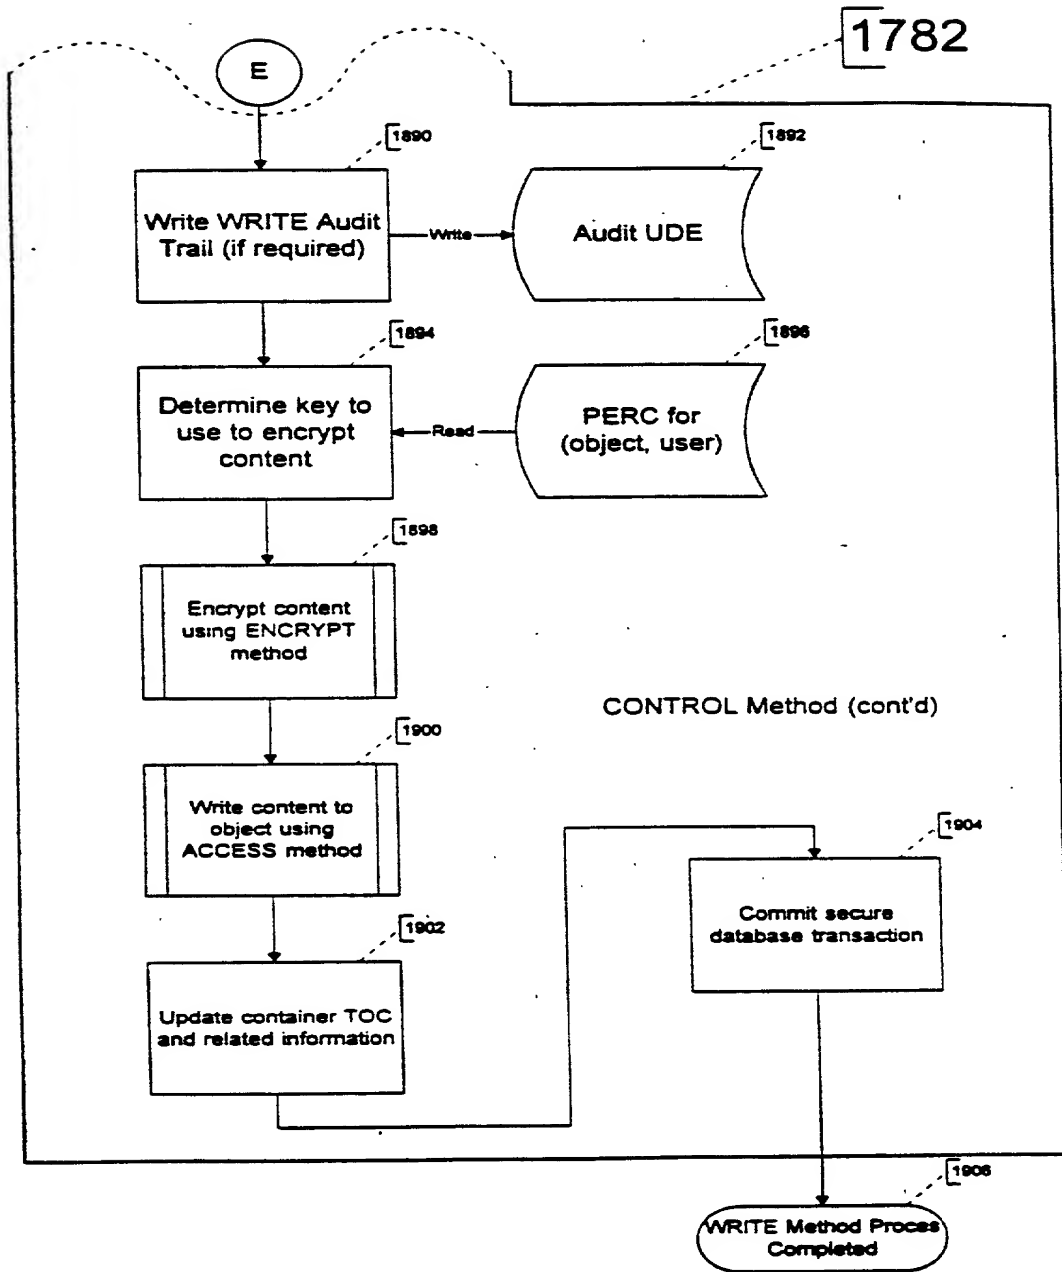 1782
E
1890
Write WRITE Audit
Trail (if required)
Write
1892
Audit UDE
1894
Determine key to
use to encrypt
content
Read
1896
PERC for
(object, user)
1898
Encrypt content
using ENCRYPT
method
CONTROL Method (cont'd)
1900
Write content to
object using
ACCESS method
1902
Update container TOC
and related information
1904
Commit secure
database transaction
1906
WRITE Method Proces
Completed